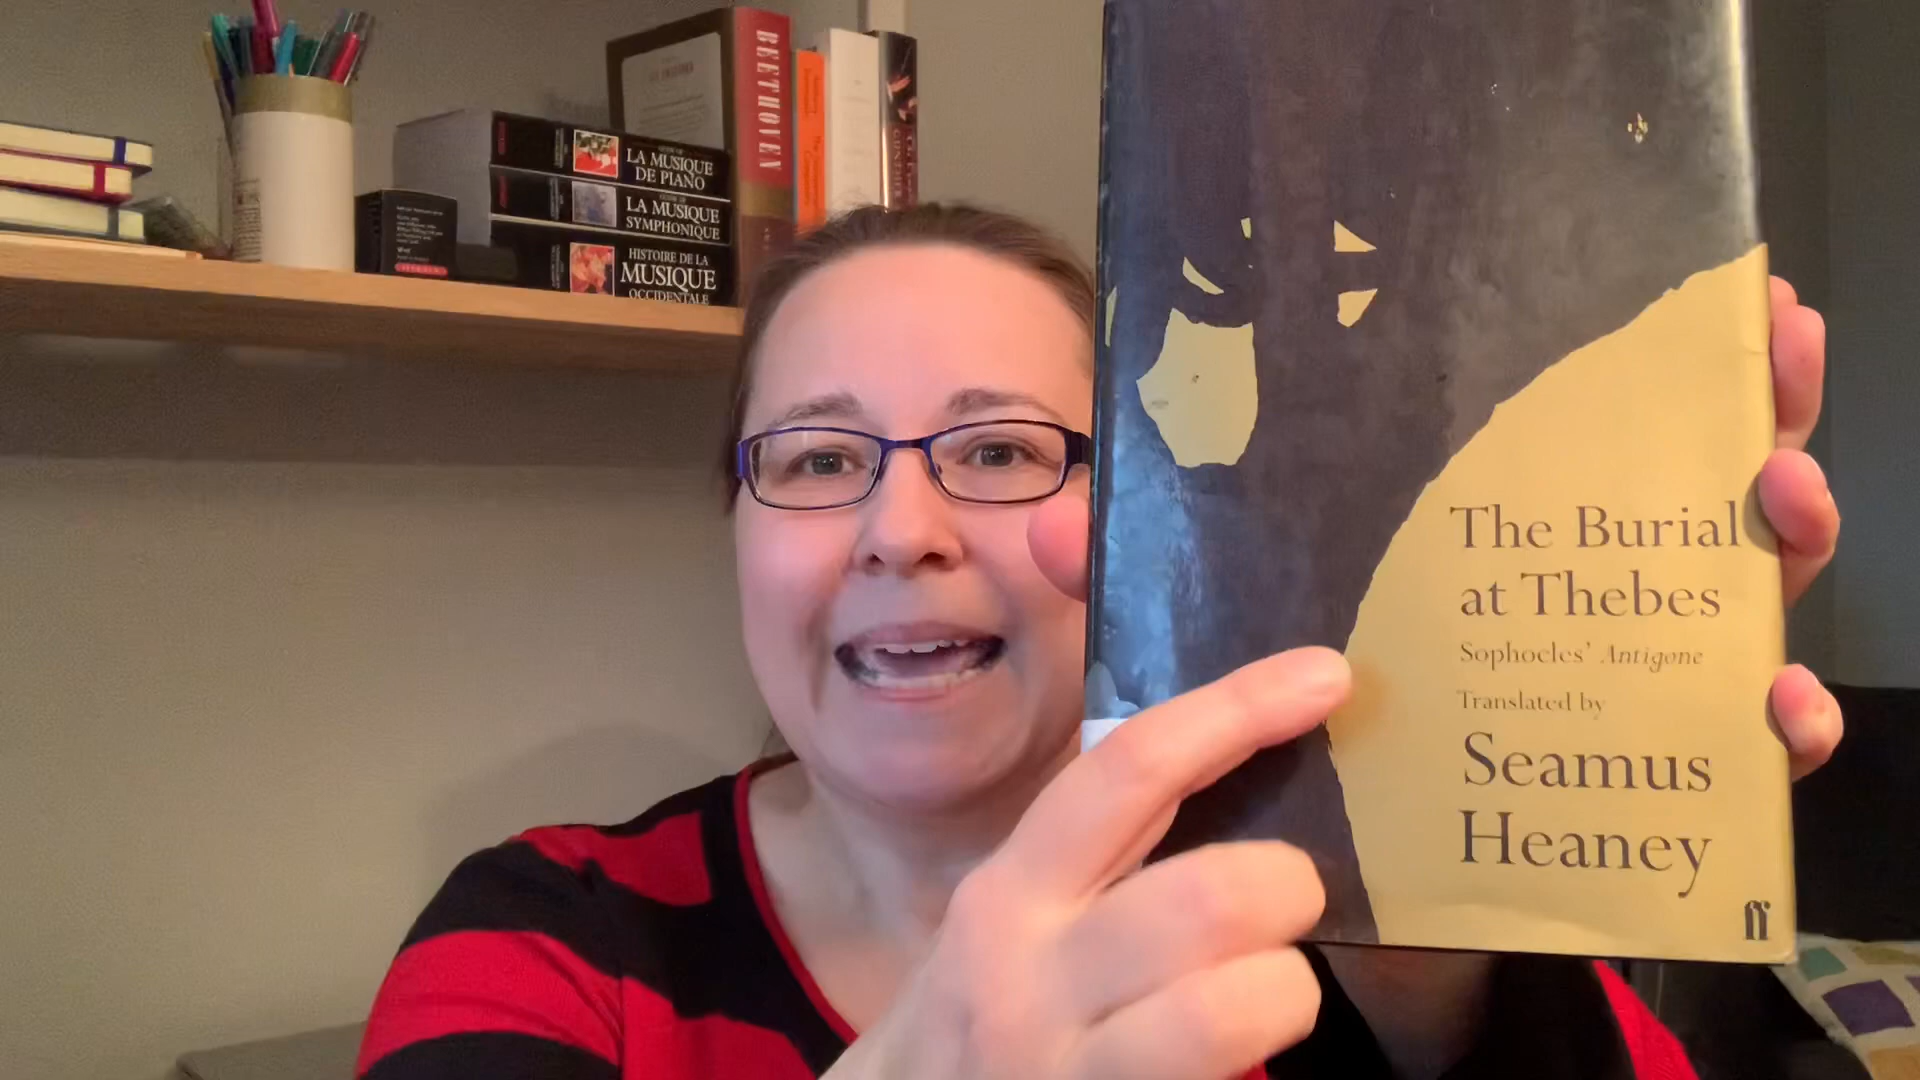 BEETHOVEN
LA MUSIQUE
DE PIANO
LA MUSIQUE
SYMPHONIQUE
HISTOIRE DE LA
MUSIQUE
OCCIDENTALE
The Burial
at Thebes
Sophocles' Antigone
Translated by
Seamus
Heaney
ff